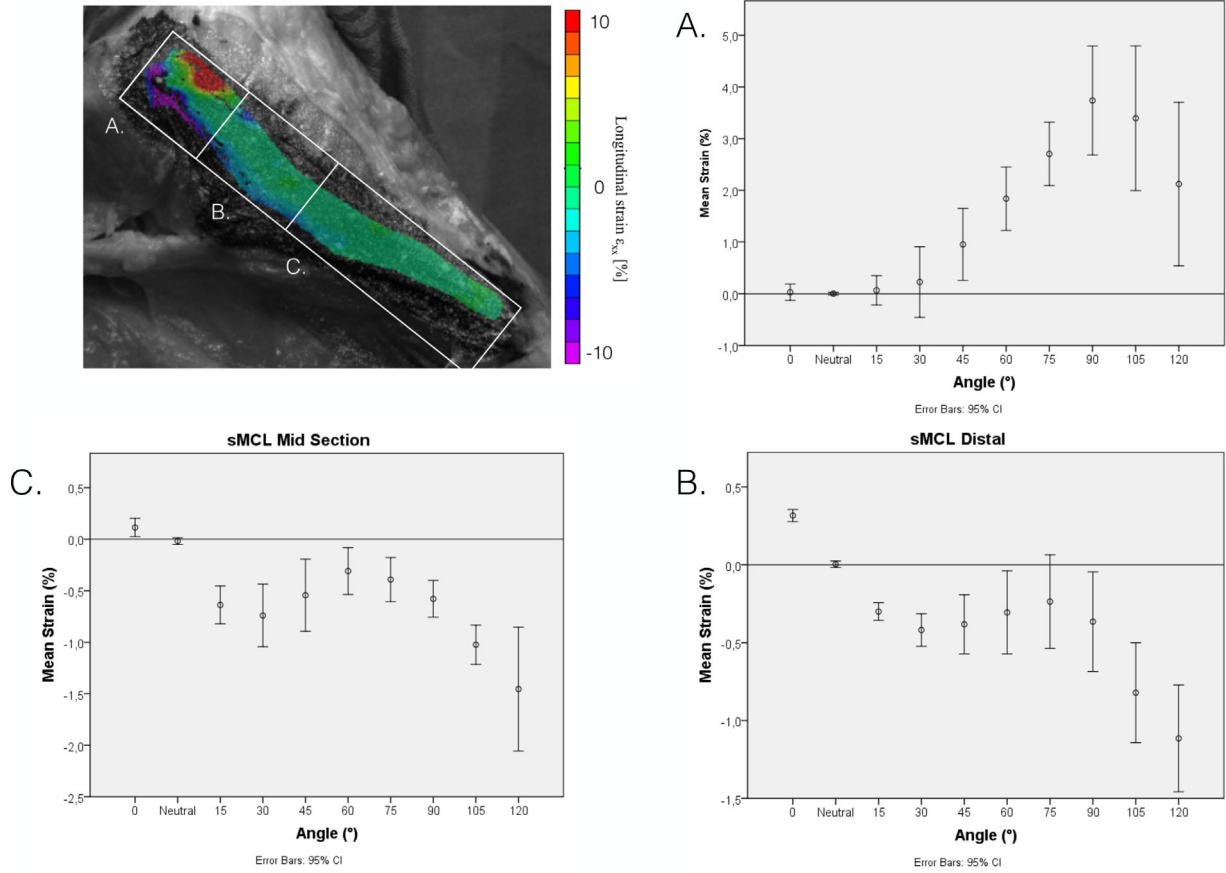 A.
B.
C.
10
0
-10
Longitudinal strain εxx [%]
A.
5,0
4,0
3,0
2,0
1,0
0,0
-1,0
Mean Strain (%)
0 Neutral 15 30 45 60 75 90 105 120
Angle (°)
Error Bars: 95% CI
C.
sMCL Mid Section
0,5
0,0
-0,5
-1,0
-1,5
-2,0
-2,5
Mean Strain (%)
0 Neutral 15 30 45 60 75 90 105 120
Angle (°)
Error Bars: 95% CI
B.
sMCL Distal
0,5
0,0
-0,5
-1,0
-1,5
Mean Strain (%)
0 Neutral 15 30 45 60 75 90 105 120
Angle (°)
Error Bars: 95% CI